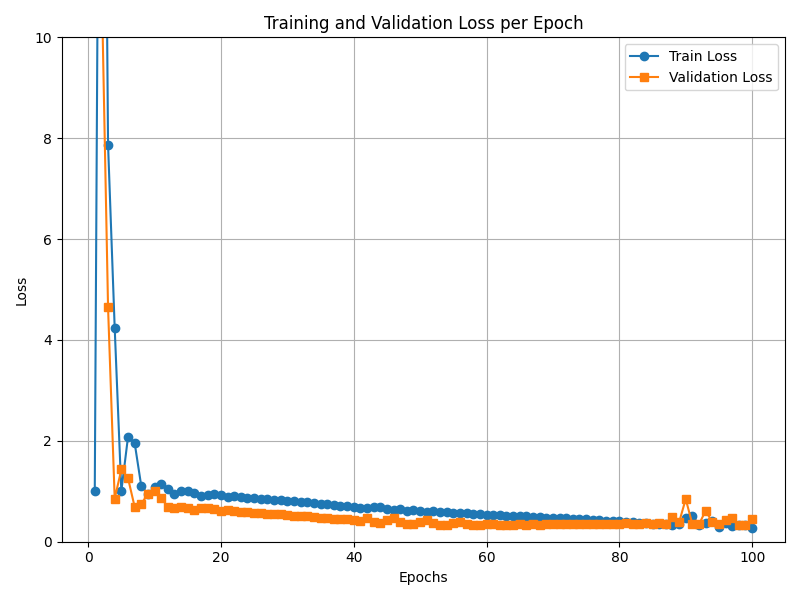 Training and Validation Loss per Epoch
Train Loss
Validation Loss
Loss
10
8
6
4
2
0
0 20 40 60 80 100
Epochs